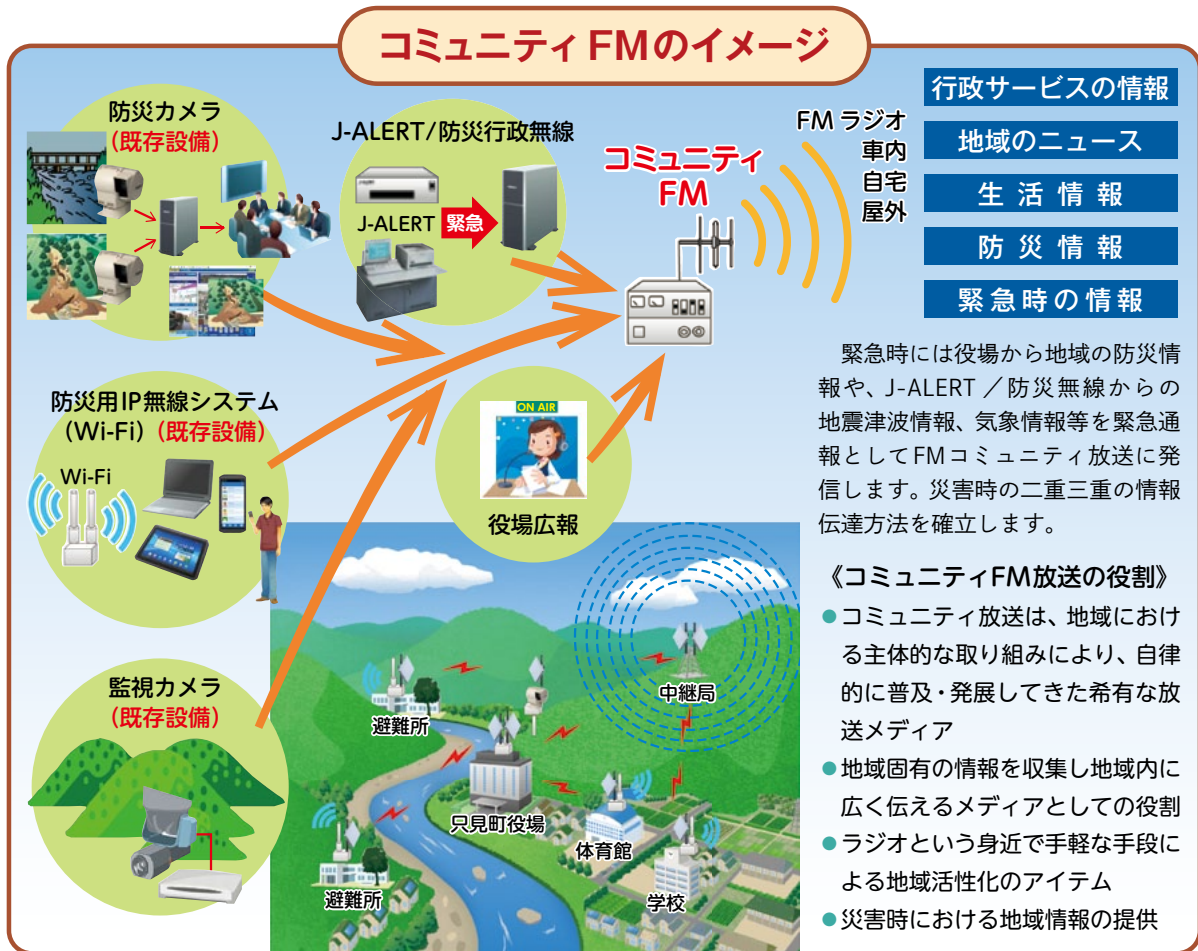 コミュニティFMのイメージ
防災カメラ
(既存設備)
J-ALERT/防災行政無線
J-ALERT
緊急
コミュニティ
FM
FMラジオ
車内
自宅
屋外
行政サービスの情報
地域のニュース
生活情報
防災情報
緊急時の情報
防災用IP無線システム
(Wi-Fi)(既存設備)
Wi-Fi
ON AIR
役場広報
監視カメラ
(既存設備)
避難所
中継局
只見町役場
体育館
避難所
学校
緊急時には役場から地域の防災情
報や、J-ALERT/防災無線からの
地震津波情報、気象情報等を緊急通
報としてFMコミュニティ放送に発
信します。災害時の二重三重の情報
伝達方法を確立します。
《コミュニティFM放送の役割》
●コミュニティ放送は、地域におけ
る主体的な取り組みにより、自律
的に普及・発展してきた希有な放
送メディア
●地域固有の情報を収集し地域内に
広く伝えるメディアとしての役割
●ラジオという身近で手軽な手段に
よる地域活性化のアイテム
●災害時における地域情報の提供